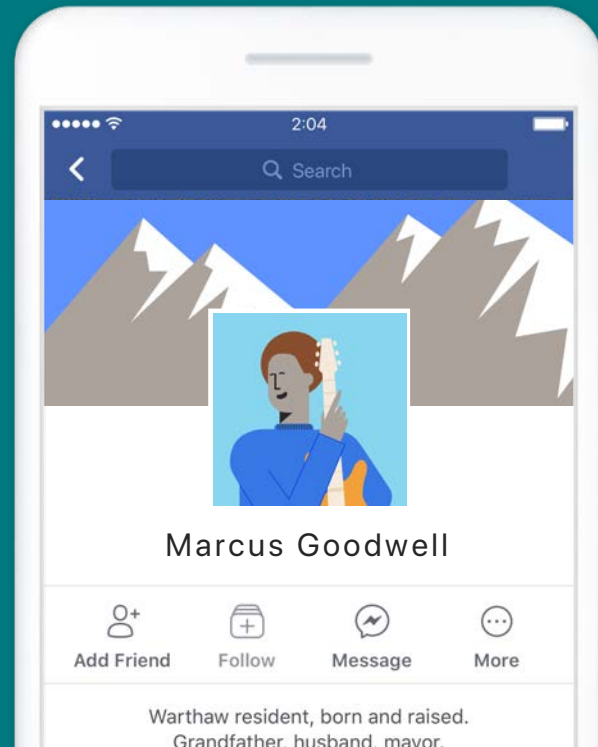 2:04
Search
Marcus Goodwell
Add Friend Follow Message More
Warthaw resident, born and raised.
Grandfather, husband, mayor.